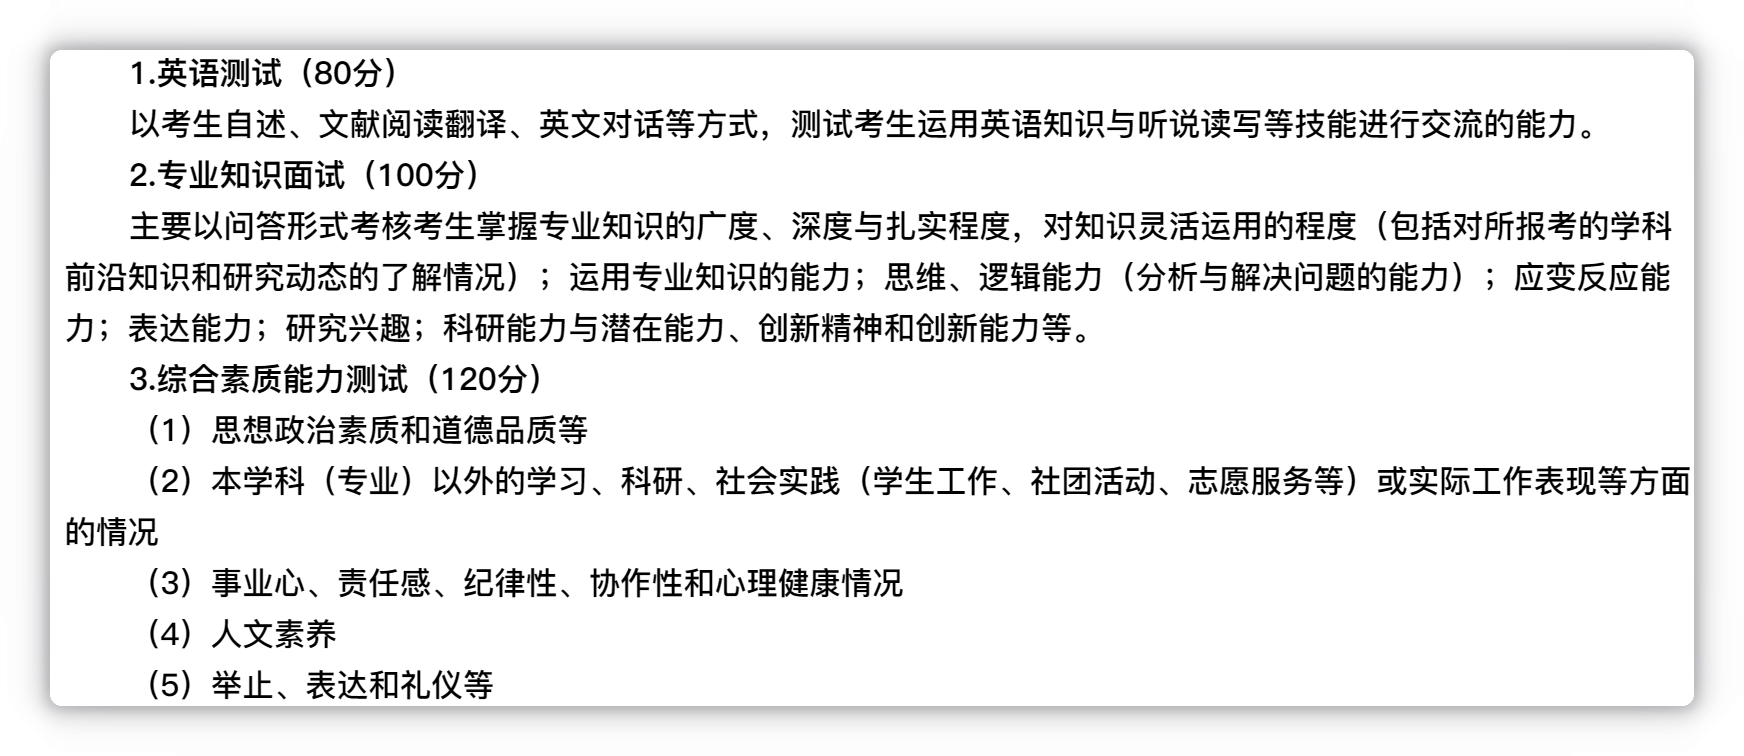 1.英语测试（80分）
以考生自述、文献阅读翻译、英文对话等方式，测试考生运用英语知识与听说读写等技能进行交流的能力。
2.专业知识面试（100分）
主要以问答形式考核考生掌握专业知识的广度、深度与扎实程度，对知识灵活运用的程度（包括对所报考的学科
前沿知识和研究动态的了解情况）；运用专业知识的能力；思维、逻辑能力（分析与解决问题的能力）；应变反应能
力；表达能力；研究兴趣；科研能力与潜在能力、创新精神和创新能力等。
3.综合素质能力测试（120分）
（1）思想政治素质和道德品质等
（2）本学科（专业）以外的学习、科研、社会实践（学生工作、社团活动、志愿服务等）或实际工作表现等方面
的情况
（3）事业心、责任感、纪律性、协作性和心理健康情况
（4）人文素养
（5）举止、表达和礼仪等